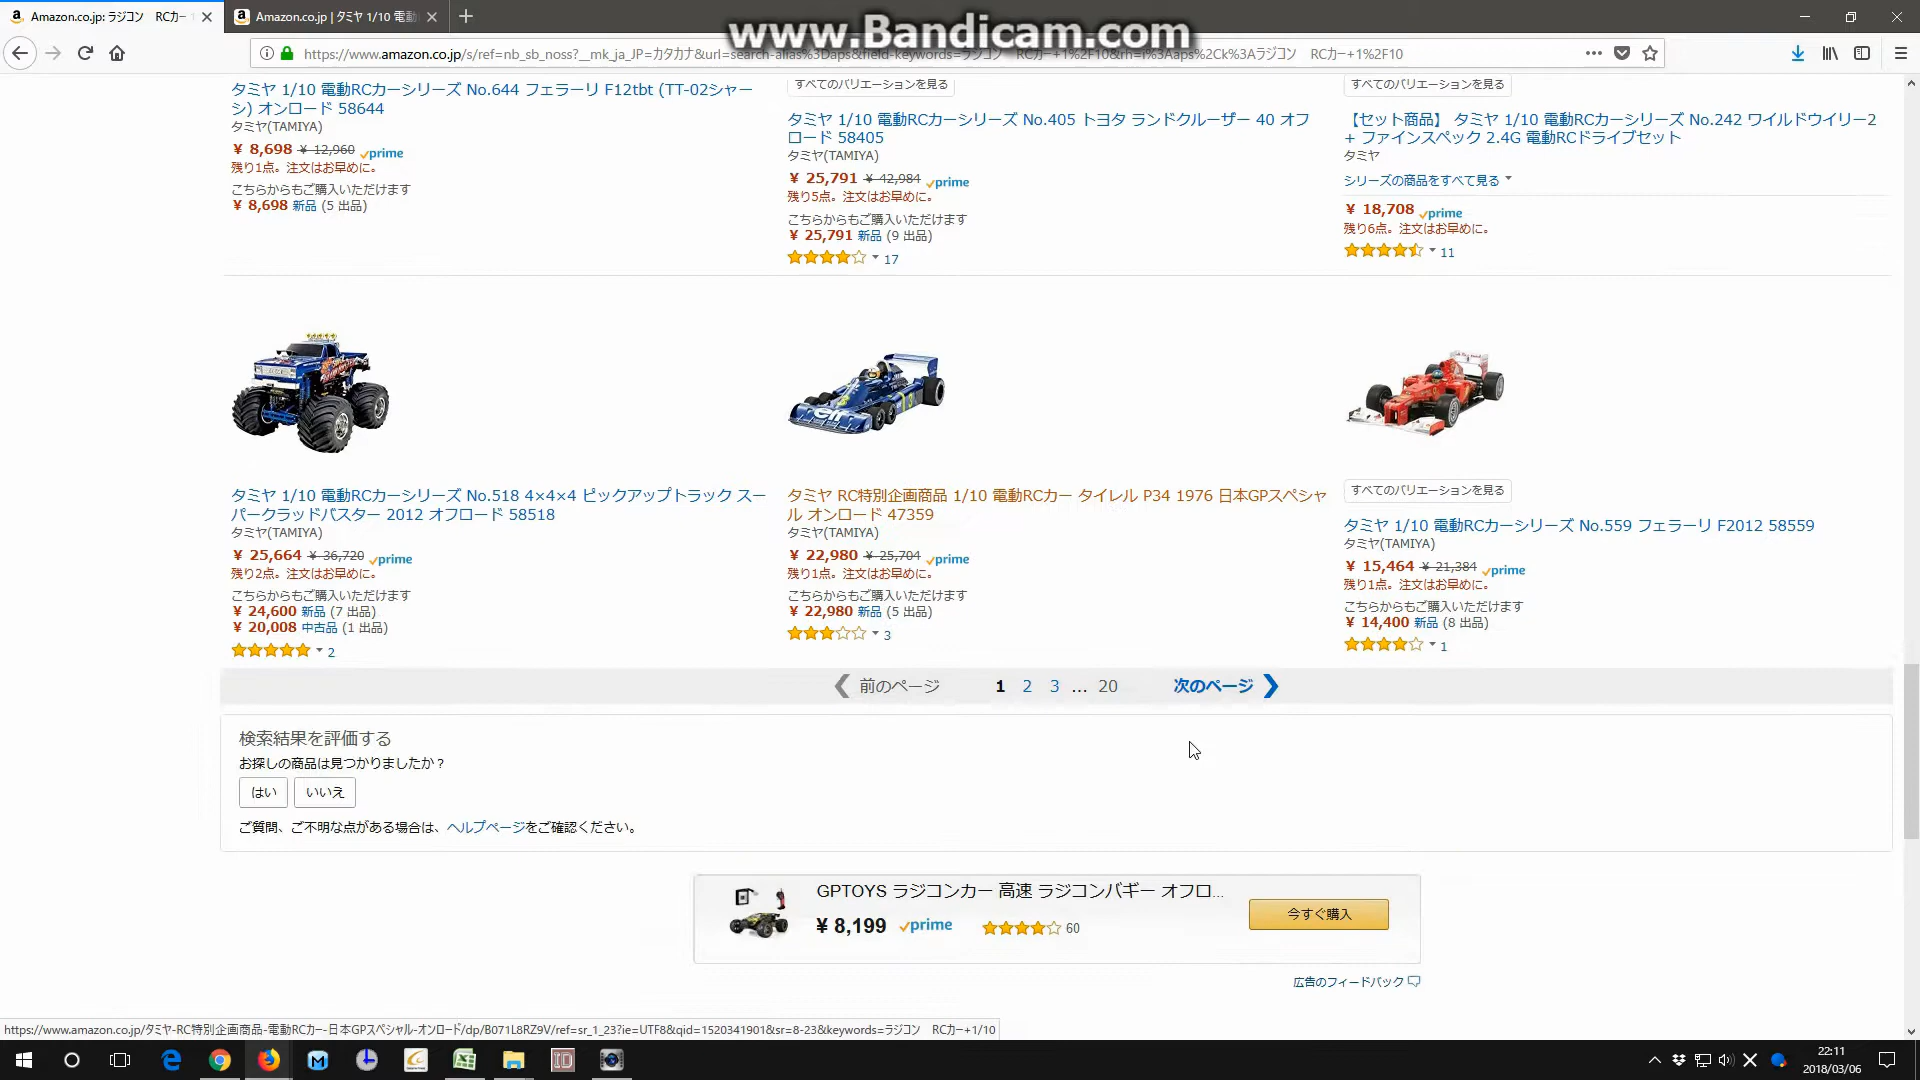 www.Bandicam.com
Amazon.co.jp: ラジコン　RCカー
Amazon.co.jp | タミヤ 1/10 電動
https://www.amazon.co.jp/s/ref=nb_sb_noss?__mk_ja_JP=カタカナ&url=search-alias%3Daps&field-keywords=ラジコン　RCカー+1%2F10&rh=i%3Aaps%2Ck%3Aラジコン　RCカー+1%2F10
タミヤ 1/10 電動RCカーシリーズ No.644 フェラーリ F12tbt (TT-02シャー
シ) オンロード 58644
タミヤ(TAMIYA)
¥ 8,698 ¥ 12,960 prime
残り1点。注文はお早めに。
こちらからもご購入いただけます
¥ 8,698 新品 (5 出品)
すべてのバリエーションを見る
タミヤ 1/10 電動RCカーシリーズ No.405 トヨタ ランドクルーザー 40 オフ
ロード 58405
タミヤ(TAMIYA)
¥ 25,791 ¥ 42,984 prime
残り5点。注文はお早めに。
こちらからもご購入いただけます
¥ 25,791 新品 (9 出品)
17
すべてのバリエーションを見る
【セット商品】 タミヤ 1/10 電動RCカーシリーズ No.242 ワイルドウイリー2
+ ファインスペック 2.4G 電動RCドライブセット
タミヤ
シリーズの商品をすべて見る
¥ 18,708 prime
残り6点。注文はお早めに。
11
タミヤ 1/10 電動RCカーシリーズ No.518 4×4×4 ピックアップトラック スー
パークラッドバスター 2012 オフロード 58518
タミヤ(TAMIYA)
¥ 25,664 ¥ 36,720 prime
残り2点。注文はお早めに。
こちらからもご購入いただけます
¥ 24,600 新品 (7 出品)
¥ 20,008 中古品 (1 出品)
2
タミヤ RC特別企画商品 1/10 電動RCカー タイレル P34 1976 日本GPスペシャ
ル オンロード 47359
タミヤ(TAMIYA)
¥ 22,980 ¥ 25,704 prime
残り1点。注文はお早めに。
こちらからもご購入いただけます
¥ 22,980 新品 (5 出品)
3
すべてのバリエーションを見る
タミヤ 1/10 電動RCカーシリーズ No.559 フェラーリ F2012 58559
タミヤ(TAMIYA)
¥ 15,464 ¥ 21,384 prime
残り1点。注文はお早めに。
こちらからもご購入いただけます
¥ 14,400 新品 (8 出品)
1
前のページ 1 2 3 ... 20 次のページ
検索結果を評価する
お探しの商品は見つかりましたか？
はい いいえ
ご質問、ご不明な点がある場合は、ヘルプページをご確認ください。
GPTOYS ラジコンカー 高速 ラジコンバギー オフロ...
¥ 8,199 prime 60
今すぐ購入
広告のフィードバック
https://www.amazon.co.jp/タミヤ-RC特別企画商品-電動RCカー-日本GPスペシャル-オンロード/dp/B071L8RZ9V/ref=sr_1_23?ie=UTF8&qid=1520341901&sr=8-23&keywords=ラジコン　RCカー+1/10
22:11
2018/03/06